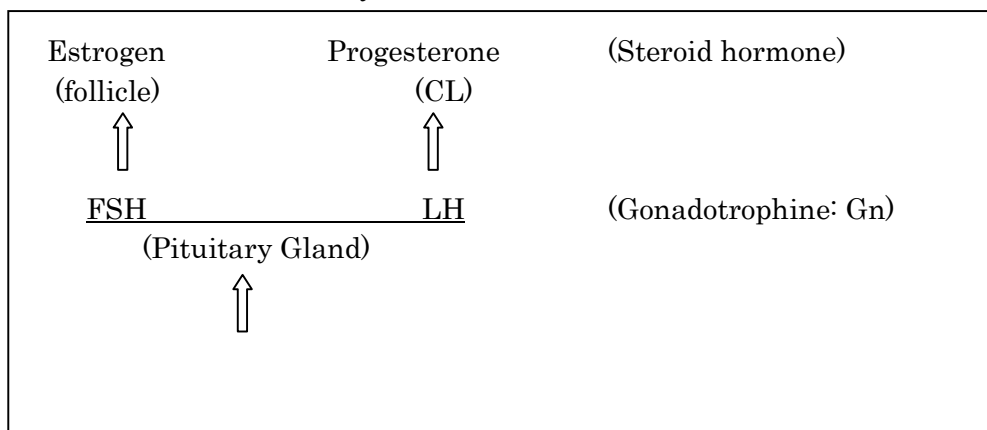 Estrogen Progesterone (Steroid hormone)
(follicle) (CL)
FSH LH (Gonadotrophine: Gn)
(Pituitary Gland)